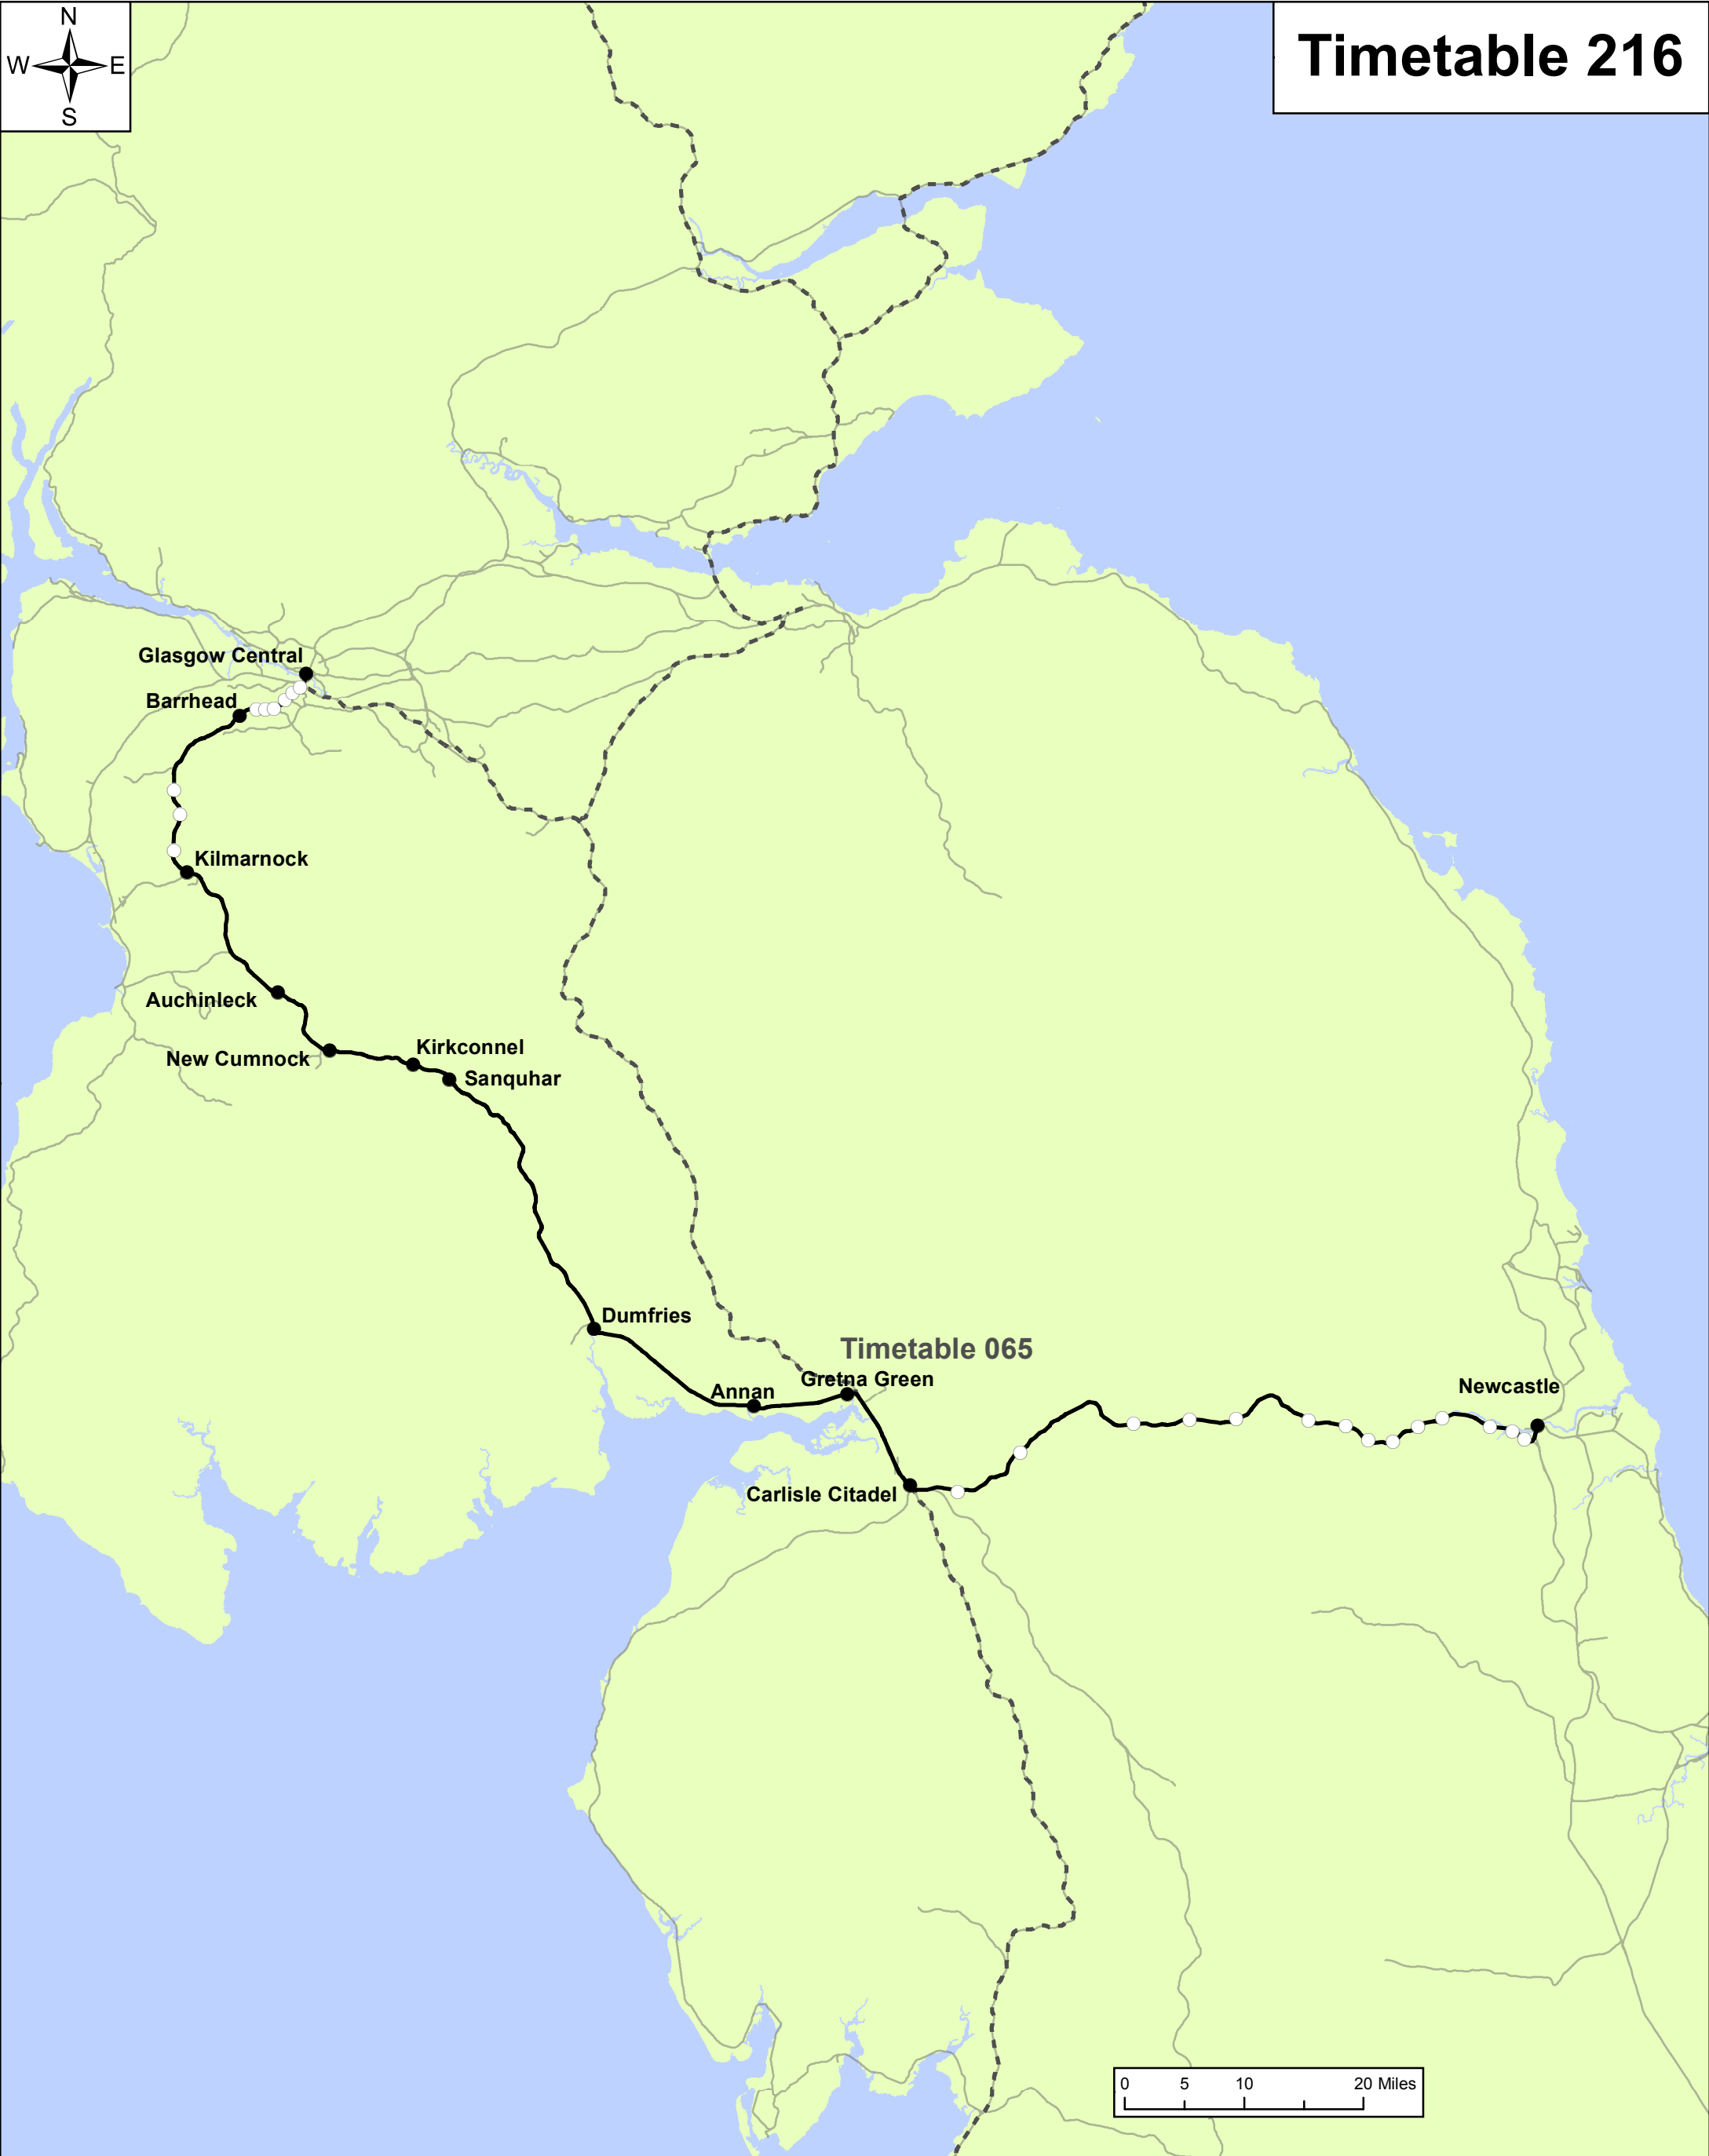 N
W E
S
Timetable 216
Glasgow Central
Barrhead
Kilmarnock
Auchinleck
New Cumnock
Kirkconnel
Sanquhar
Dumfries
Timetable 065
Gretna Green
Annan
Newcastle
Carlisle Citadel
0 5 10 20 Miles